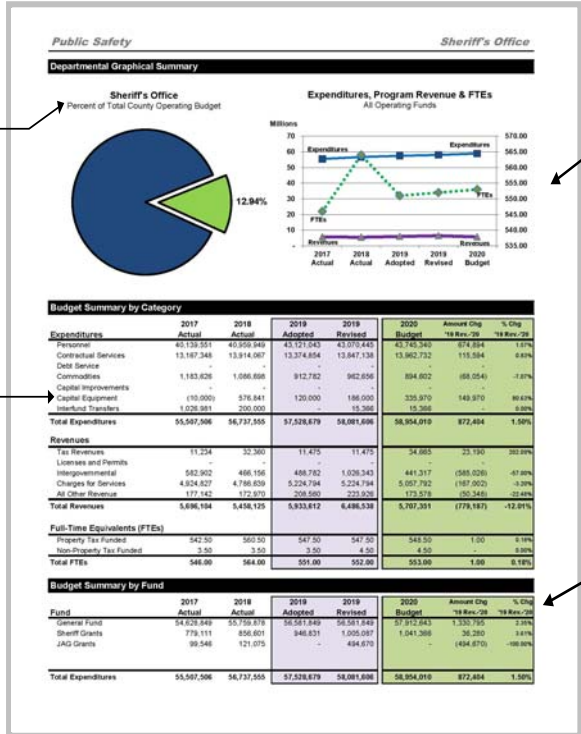 Public Safety Sheriff's Office
Departmental Graphical Summary
Sheriff's Office
Percent of Total County Operating Budget
12.94%
Expenditures, Program Revenue & FTEs
All Operating Funds
Millions
70 570.00
60 Expenditures Expenditures 565.00
50 560.00
40 555.00
30 FTEs 550.00
20 FTEs 545.00
10 540.00
- Revenues Revenues 535.00
2017 2018 2019 2019 2020
Actual Actual Adopted Revised Budget
Budget Summary by Category
2017 2018 2019 2019 2020 Amount Chg % Chg
Expenditures Actual Actual Adopted Revised Budget '19 Rev.-'20 '19 Rev.-'20
Personnel 40,139,551 40,959,949 43,121,043 43,070,445 43,745,340 674,894 1.57%
Contractual Services 13,167,348 13,914,067 13,374,854 13,847,138 13,962,732 115,594 0.83%
Debt Service - - - - - - -
Commodities 1,183,626 1,086,698 912,782 962,656 894,602 (68,054) -7.07%
Capital Improvements - - - - - - -
Capital Equipment (10,000) 576,841 120,000 186,000 335,970 149,970 80.63%
Interfund Transfers 1,026,981 200,000 - 15,366 15,366 - 0.00%
Total Expenditures 55,507,506 56,737,555 57,528,679 58,081,606 58,954,010 872,404 1.50%
Revenues
Tax Revenues 11,234 32,360 11,475 11,475 34,665 23,190 202.09%
Licenses and Permits - - - - - - -
Intergovernmental 582,902 466,156 488,782 1,026,343 441,317 (585,026) -57.00%
Charges for Services 4,924,827 4,786,639 5,224,794 5,224,794 5,057,792 (167,002) -3.20%
All Other Revenue 177,142 172,970 208,560 223,926 173,578 (50,348) -22.48%
Total Revenues 5,696,104 5,458,125 5,933,612 6,486,538 5,707,351 (779,187) -12.01%
Full-Time Equivalents (FTEs)
Property Tax Funded 542.50 560.50 547.50 547.50 548.50 1.00 0.18%
Non-Property Tax Funded 3.50 3.50 3.50 4.50 4.50 - 0.00%
Total FTEs 546.00 564.00 551.00 552.00 553.00 1.00 0.18%
Budget Summary by Fund
2017 2018 2019 2019 2020 Amount Chg % Chg
Fund Actual Actual Adopted Revised Budget '19 Rev.-'20 '19 Rev.-'20
General Fund 54,628,849 55,759,878 56,581,849 56,581,849 57,912,643 1,330,795 2.35%
Sheriff Grants 779,111 856,601 946,831 1,005,087 1,041,366 36,280 3.61%
JAG Grants 99,546 121,075 - 494,670 - (494,670) -100.00%
Total Expenditures 55,507,506 56,737,555 57,528,679 58,081,606 58,954,010 872,404 1.50%